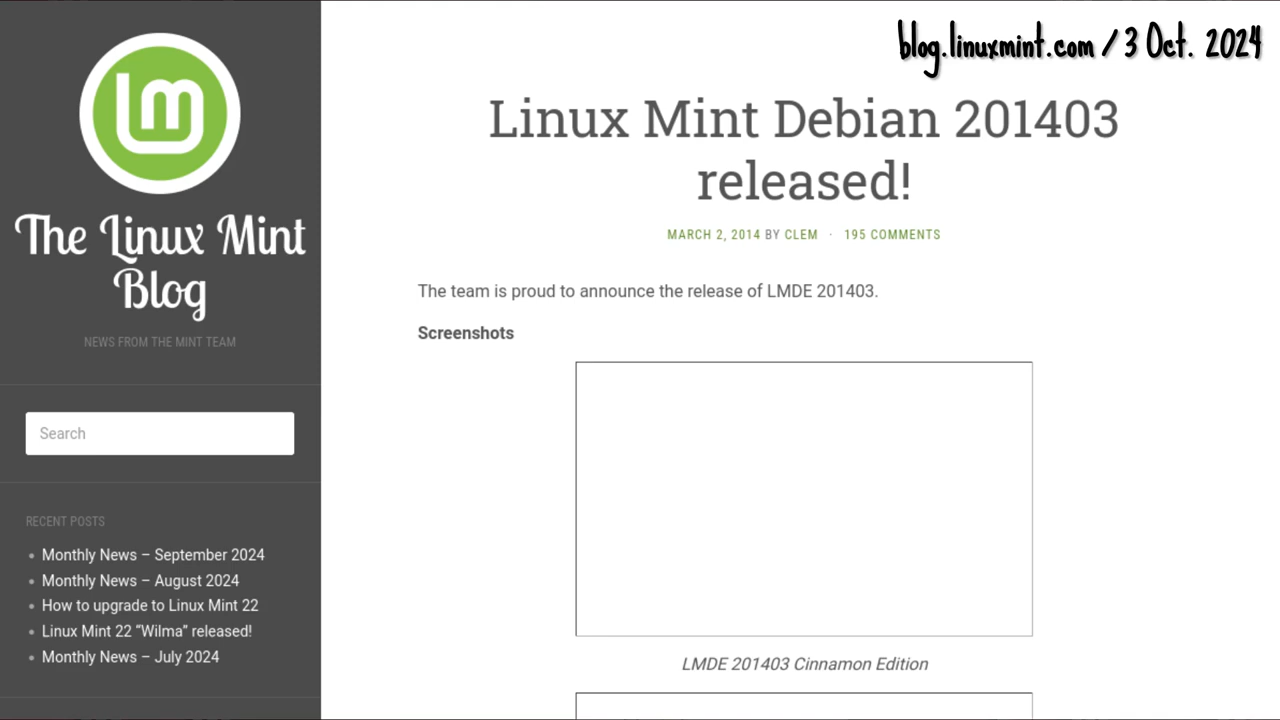 blog.linuxmint.com / 3 Oct. 2024
lm
The Linux Mint
Blog
NEWS FROM THE MINT TEAM
Search
RECENT POSTS
Monthly News – September 2024
Monthly News – August 2024
How to upgrade to Linux Mint 22
Linux Mint 22 “Wilma” released!
Monthly News – July 2024
Linux Mint Debian 201403
released!
MARCH 2, 2014 BY CLEM · 195 COMMENTS
The team is proud to announce the release of LMDE 201403.
Screenshots
LMDE 201403 Cinnamon Edition